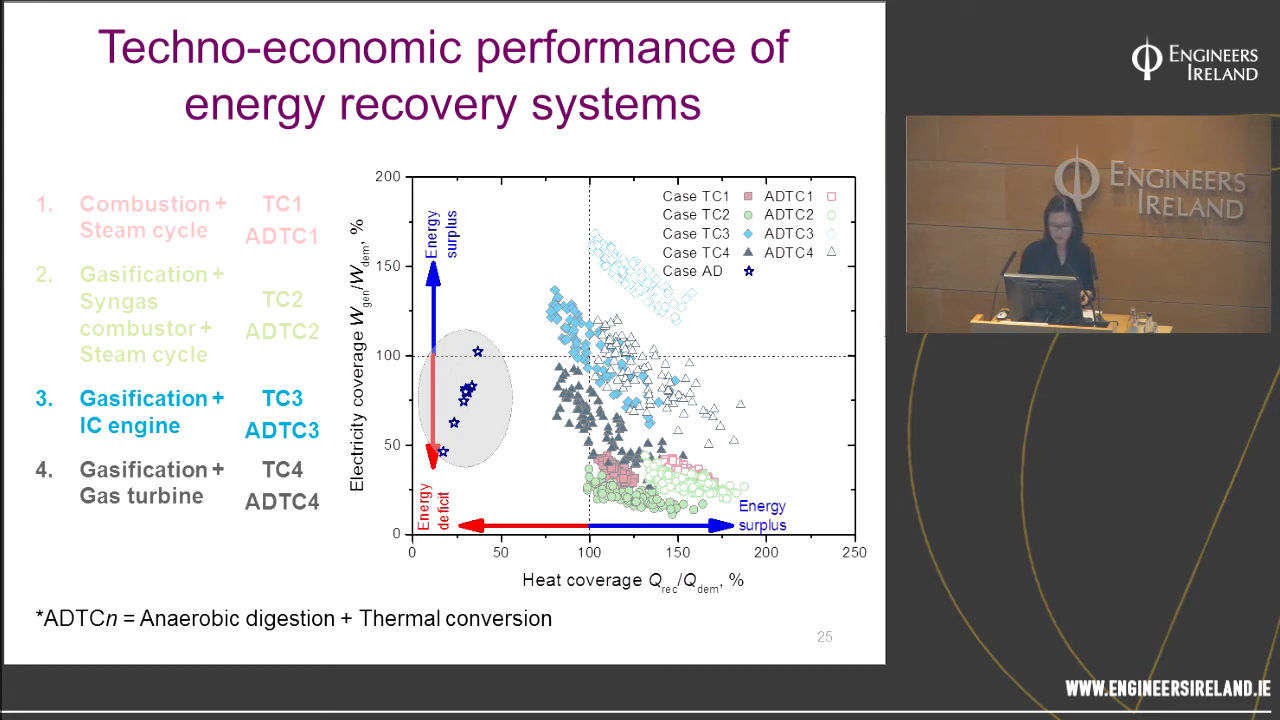 Techno-economic performance of
energy recovery systems
1. Combustion + TC1
Steam cycle ADTC1
2. Gasification +
Syngas TC2
combustor + ADTC2
Steam cycle
3. Gasification + TC3
IC engine ADTC3
4. Gasification + TC4
Gas turbine ADTC4
Electricity coverage Wgen/Wdem, %
200
150
100
50
0
0 50 100 150 200 250
Heat coverage Qrec/Qdem, %
Energy
surplus
Energy
deficit
Energy
surplus
Case TC1 ADTC1
Case TC2 ADTC2
Case TC3 ADTC3
Case TC4 ADTC4
Case AD
*ADTCn = Anaerobic digestion + Thermal conversion
25
ENGINEERS
IRELAND
ENGINEERS
IRELAND
WWW.ENGINEERSIRELAND.IE